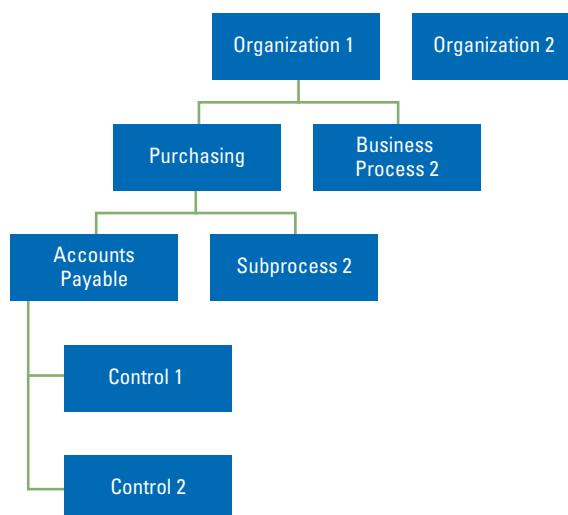 Organization 1
Organization 2
Purchasing
Business
Process 2
Accounts
Payable
Subprocess 2
Control 1
Control 2